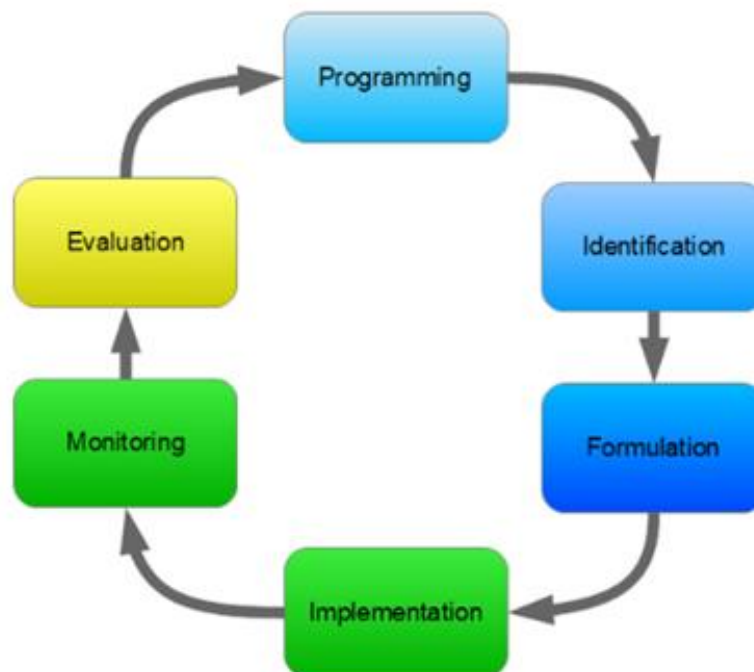 Programming
Identification
Formulation
Implementation
Monitoring
Evaluation